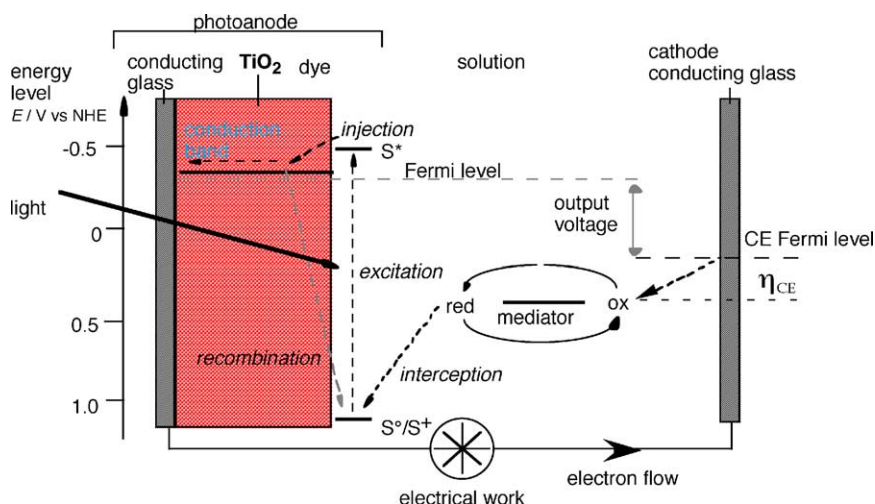 photoanode
energy
level
E / V vs NHE
conducting
glass
TiO2
dye
solution
cathode
conducting glass
conduction
band
injection
S*
-0.5
Fermi level
light
0
output
voltage
CE Fermi level
excitation
ηCE
red
ox
mediator
0.5
recombination
interception
1.0
S°/S+
electron flow
electrical work